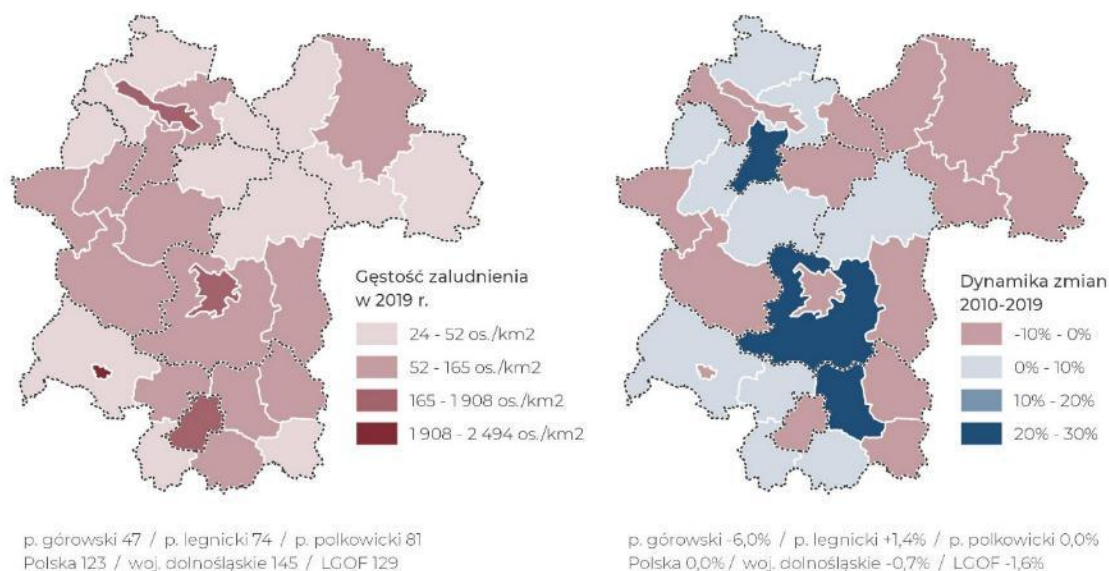 Gęstość zaludnienia
w 2019 r.
24 - 52 os./km2
52 - 165 os./km2
165 - 1 908 os./km2
1 908 - 2 494 os./km2
p. górowski 47 / p. legnicki 74 / p. polkowicki 81
Polska 123 / woj. dolnośląskie 145 / LGOF 129
Dynamika zmian
2010-2019
-10% - 0%
0% - 10%
10% - 20%
20% - 30%
p. górowski -6,0% / p. legnicki +1,4% / p. polkowicki 0,0%
Polska 0,0% / woj. dolnośląskie -0,7% / LGOF -1,6%